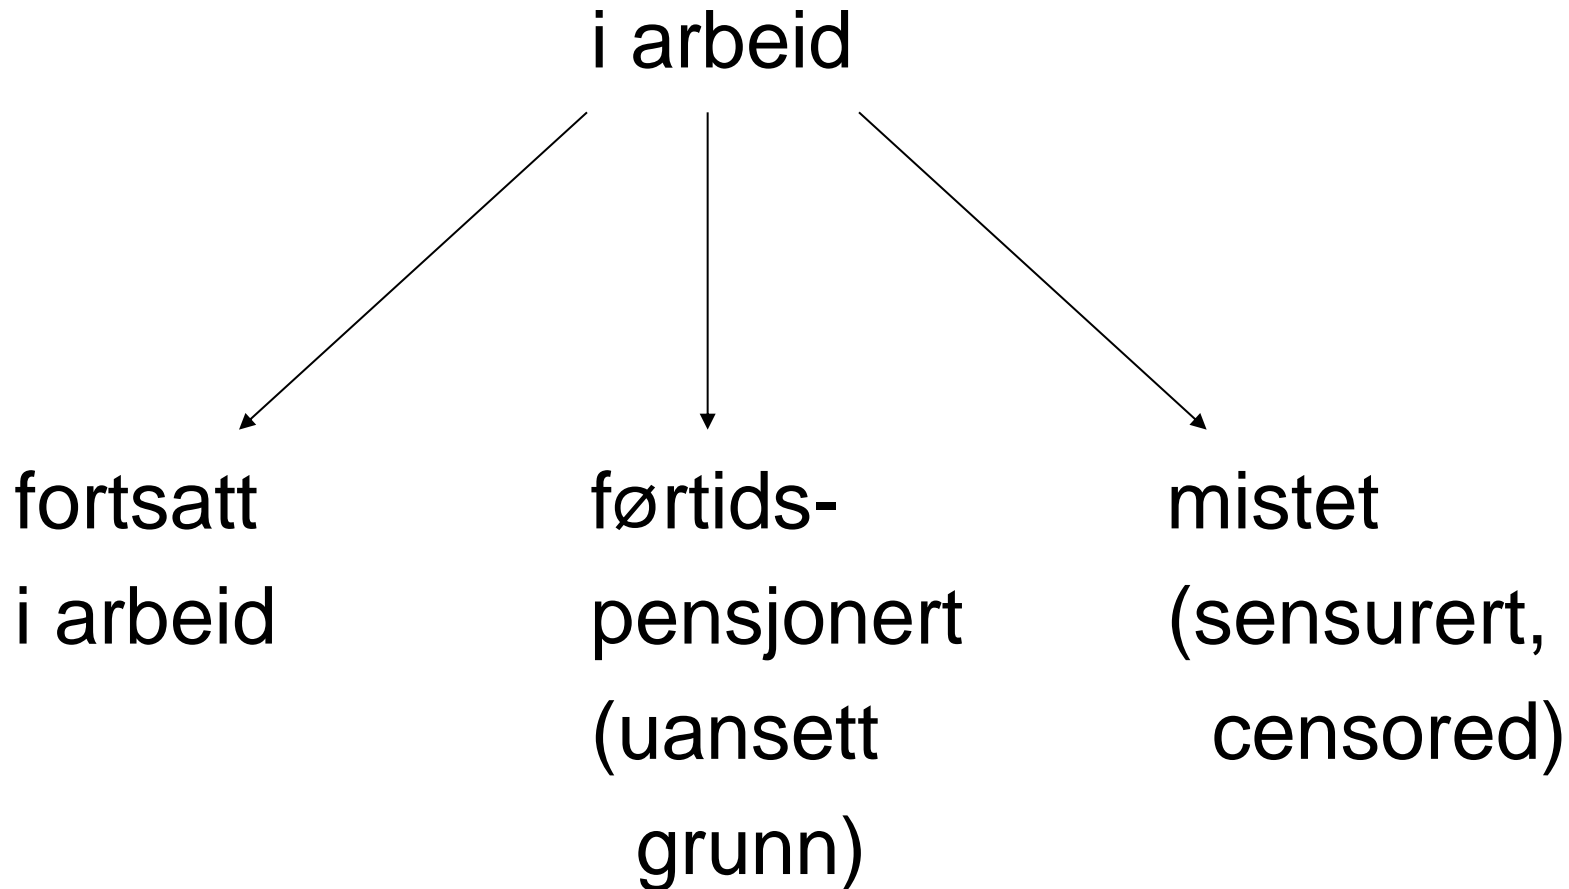 i arbeid
fortsatt
i arbeid
førtids-
pensjonert
(uansett
grunn)
mistet
(sensurert,
censored)